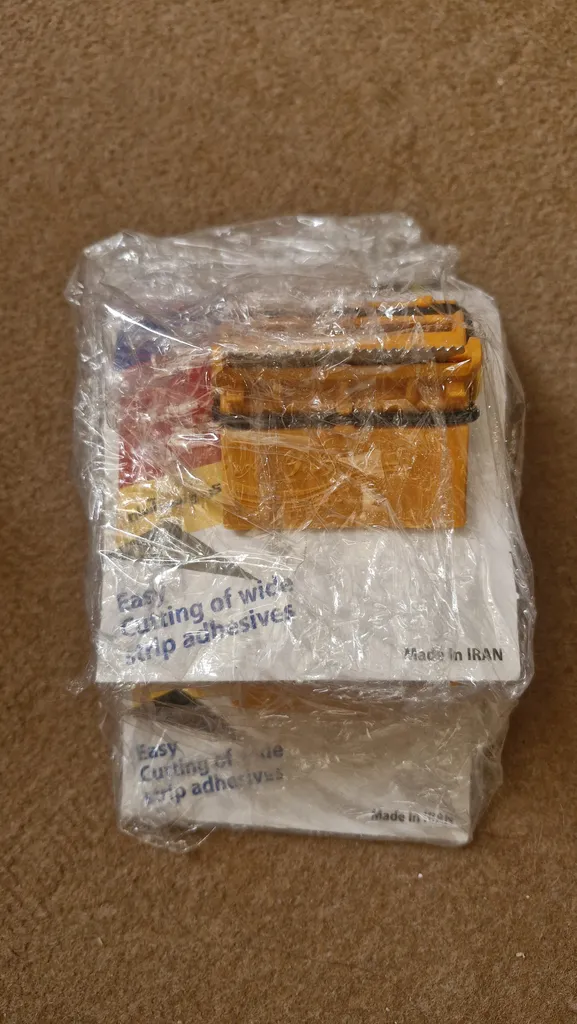 Easy
Cutting of wide
strip adhesives
Made in IRAN
Easy
Cutting of wide
strip adhesives
Made in IRAN